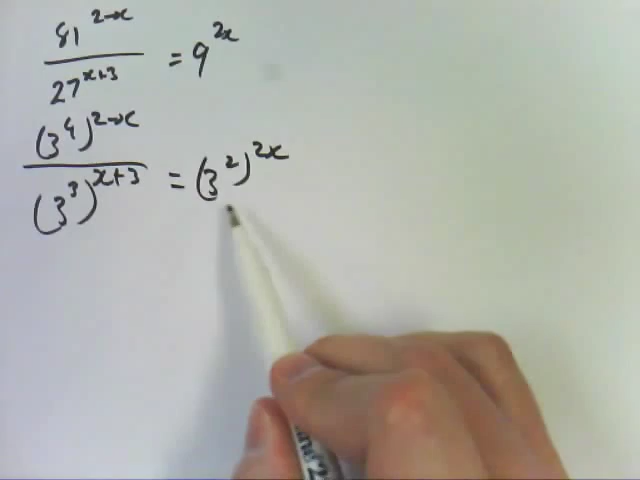 81^{2-x} / 27^{x+3} = 9^{2x}
(3^4)^{2-x} / (3^3)^{x+3} = (3^2)^{2x}